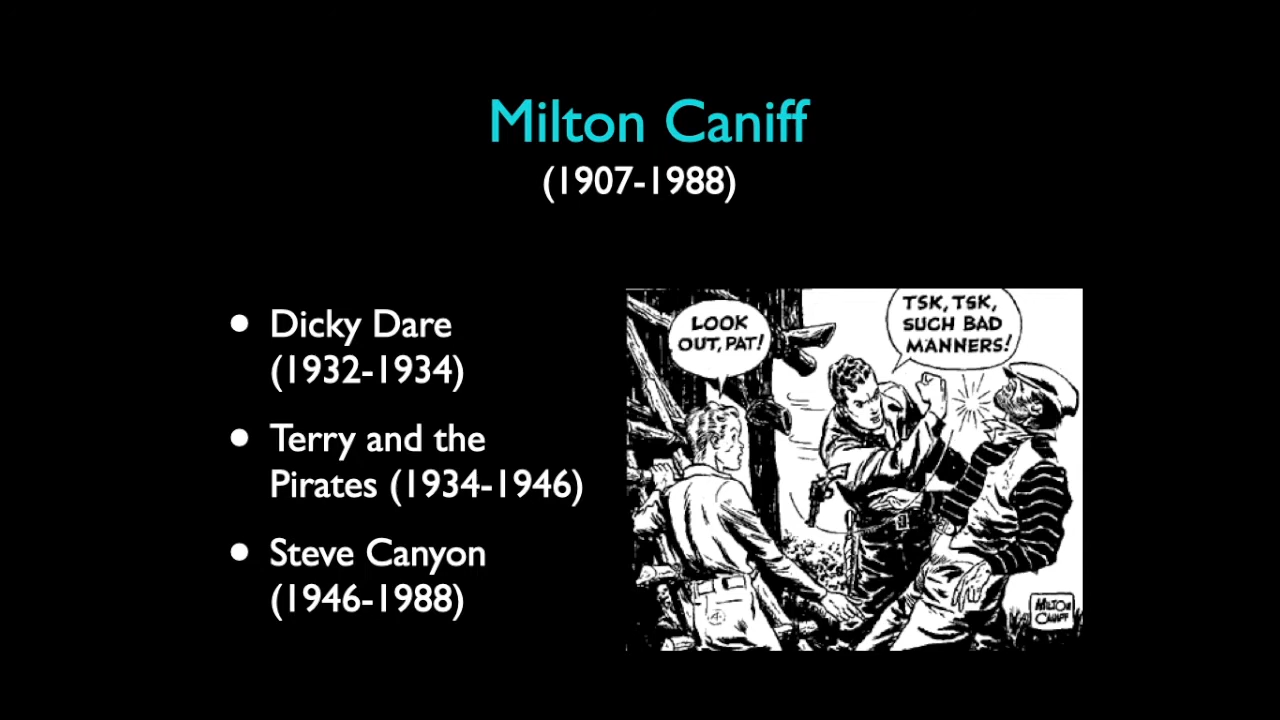 Milton Caniff
(1907-1988)
• Dicky Dare
(1932-1934)
• Terry and the
Pirates (1934-1946)
• Steve Canyon
(1946-1988)
LOOK
OUT, PAT!
TSK, TSK,
SUCH BAD
MANNERS!
MILTON
CANIFF